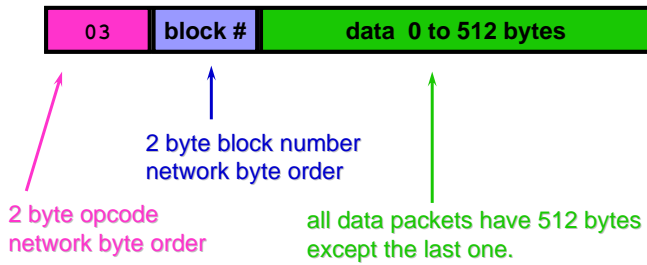 03 block # data 0 to 512 bytes
2 byte block number
network byte order
2 byte opcode
network byte order
all data packets have 512 bytes
except the last one.